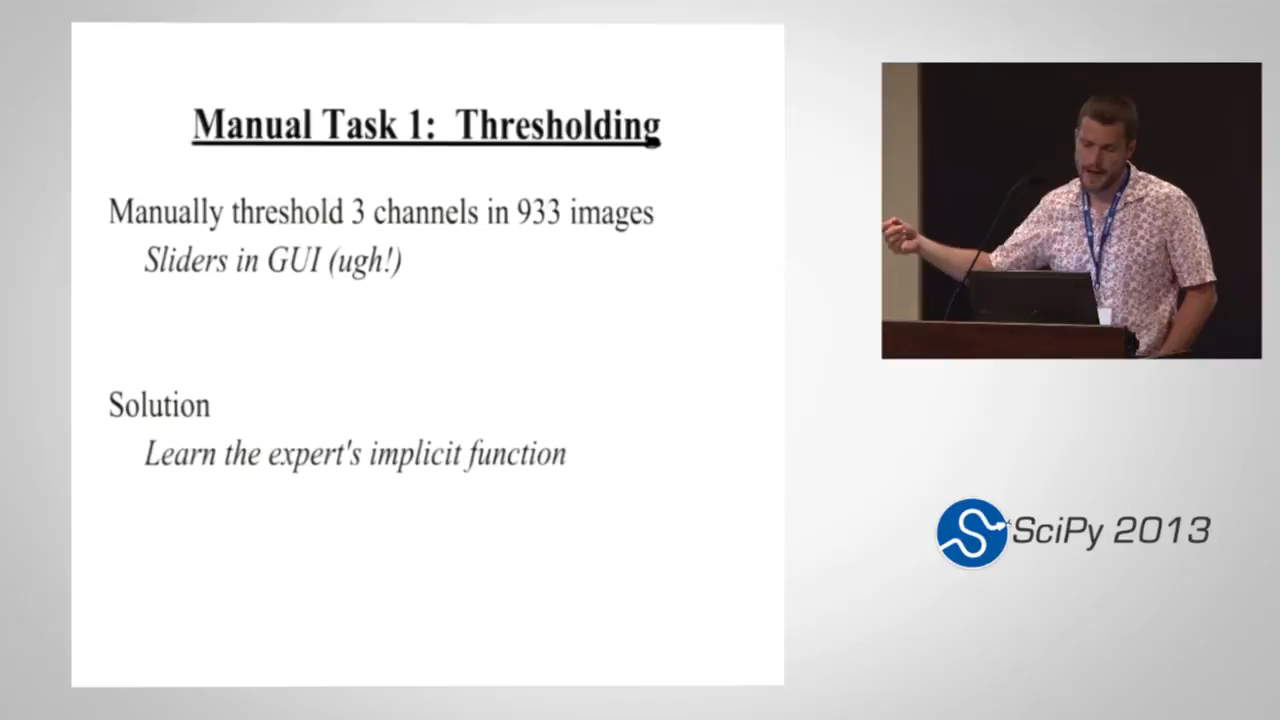 Manual Task 1: Thresholding
Manually threshold 3 channels in 933 images
Sliders in GUI (ugh!)
Solution
Learn the expert's implicit function
SciPy 2013